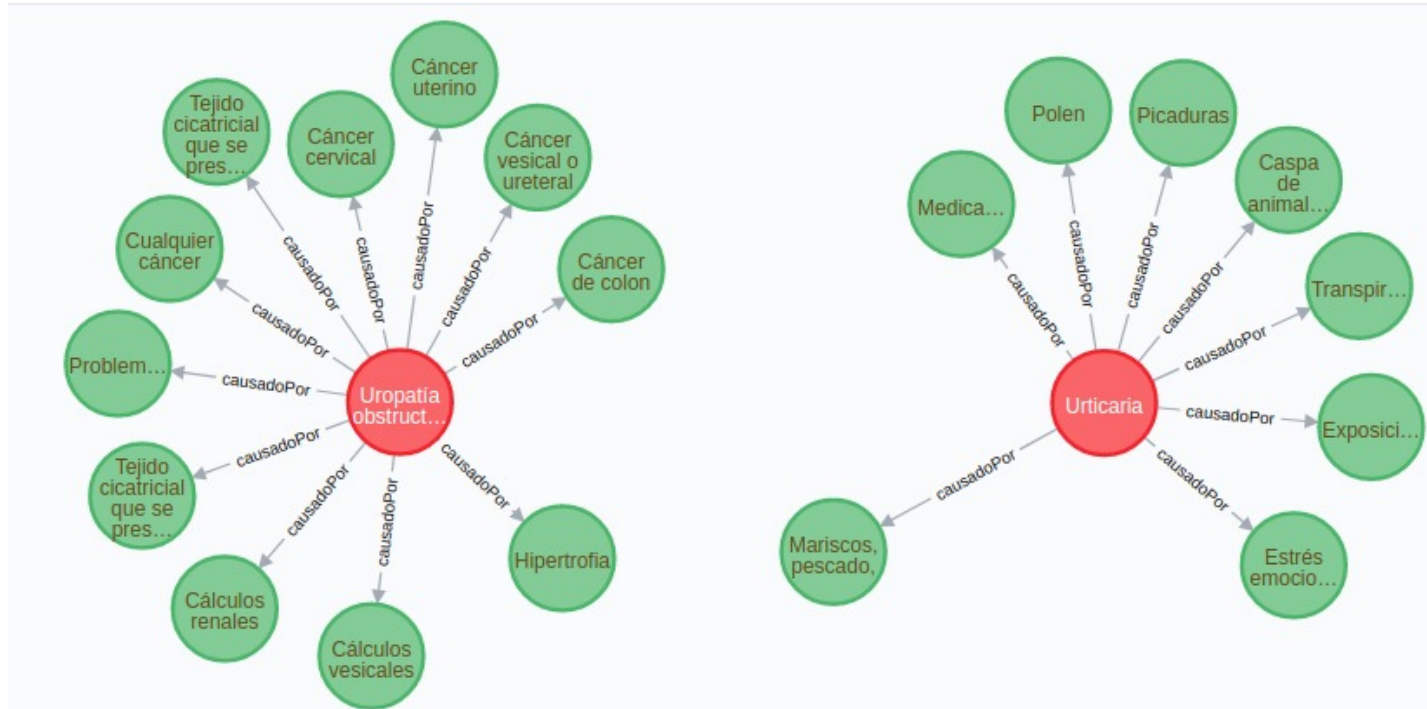 Cáncer
uterino
Tejido
cicatricial
que se
pres…
Cáncer
cervical
Cáncer
vesical o
ureteral
Cualquier
cáncer
Cáncer
de colon
Problem…
Uropatía
obstruct…
Tejido
cicatricial
que se
pres…
Cálculos
renales
Cálculos
vesicales
Hipertrofia
causadoPor
causadoPor
causadoPor
causadoPor
causadoPor
causadoPor
causadoPor
causadoPor
causadoPor
causadoPor
causadoPor
Polen
Picaduras
Medica…
Caspa
de
animal…
Transpir…
Urticaria
Exposici…
Mariscos,
pescado,
Estrés
emocio…
causadoPor
causadoPor
causadoPor
causadoPor
causadoPor
causadoPor
causadoPor
causadoPor